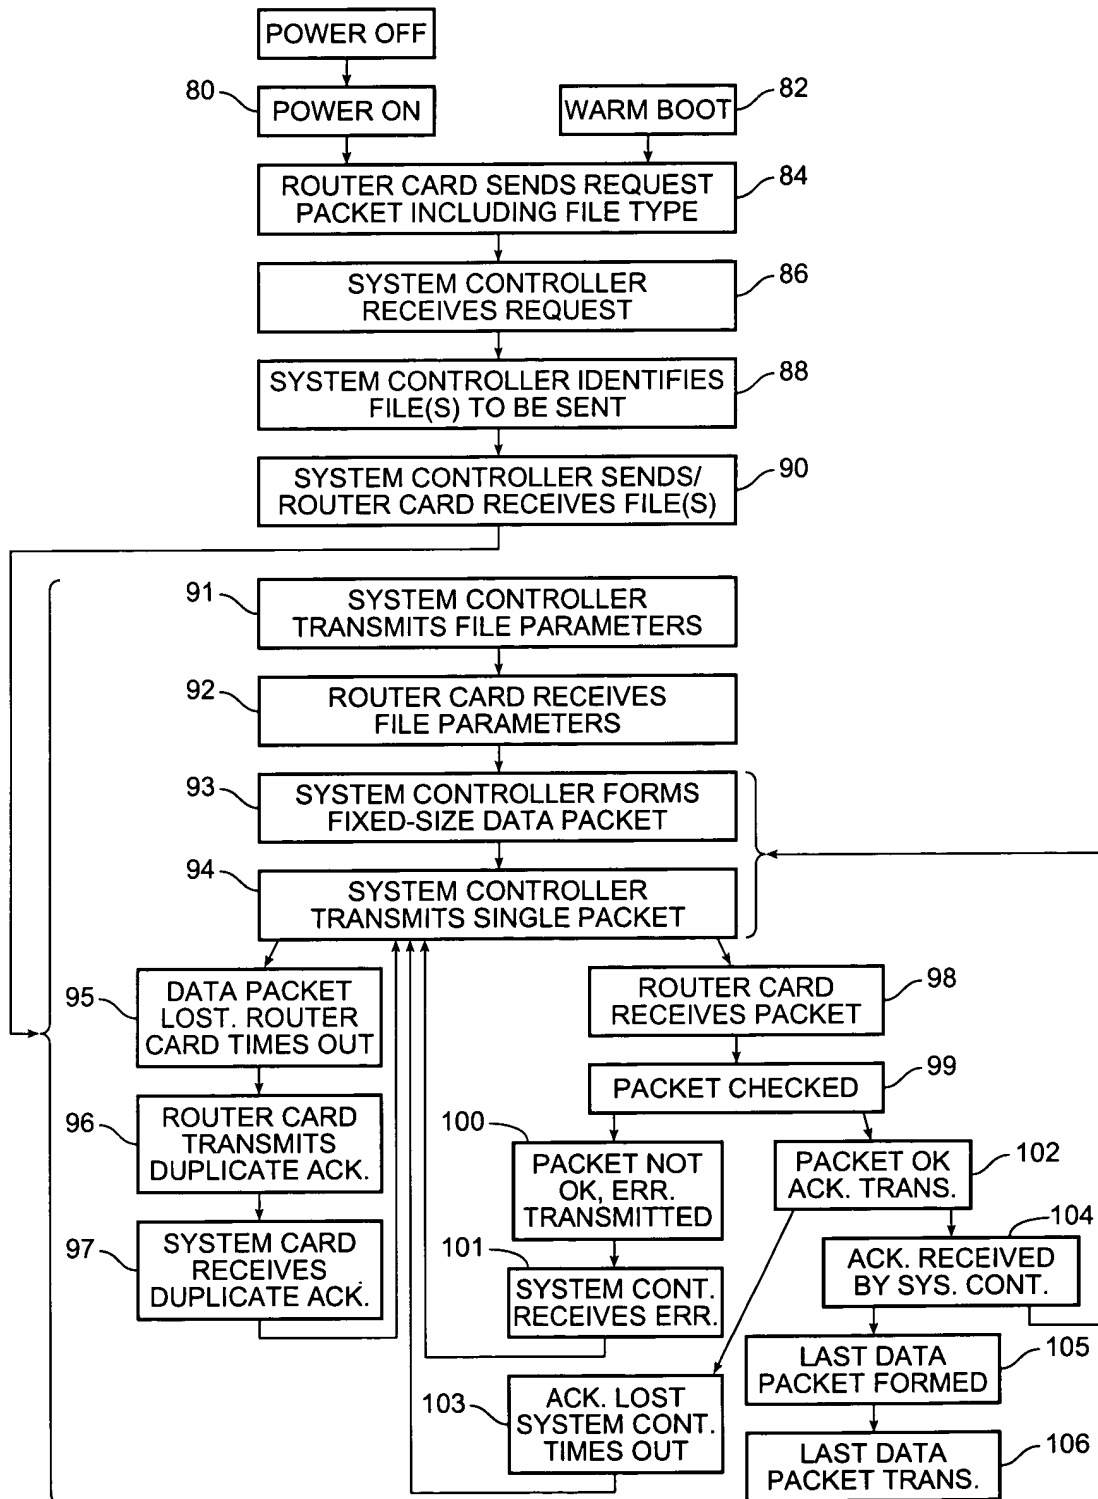 POWER OFF
80
POWER ON
82
WARM BOOT
84
ROUTER CARD SENDS REQUEST
PACKET INCLUDING FILE TYPE
86
SYSTEM CONTROLLER
RECEIVES REQUEST
88
SYSTEM CONTROLLER IDENTIFIES
FILE(S) TO BE SENT
90
SYSTEM CONTROLLER SENDS/
ROUTER CARD RECEIVES FILE(S)
91
SYSTEM CONTROLLER
TRANSMITS FILE PARAMETERS
92
ROUTER CARD RECEIVES
FILE PARAMETERS
93
SYSTEM CONTROLLER FORMS
FIXED-SIZE DATA PACKET
94
SYSTEM CONTROLLER
TRANSMITS SINGLE PACKET
95
DATA PACKET
LOST. ROUTER
CARD TIMES OUT
96
ROUTER CARD
TRANSMITS
DUPLICATE ACK.
97
SYSTEM CARD
RECEIVES
DUPLICATE ACK.
98
ROUTER CARD
RECEIVES PACKET
99
PACKET CHECKED
100
PACKET NOT
OK, ERR.
TRANSMITTED
101
SYSTEM CONT.
RECEIVES ERR.
102
PACKET OK
ACK. TRANS.
103
ACK. LOST
SYSTEM CONT.
TIMES OUT
104
ACK. RECEIVED
BY SYS. CONT.
105
LAST DATA
PACKET FORMED
106
LAST DATA
PACKET TRANS.